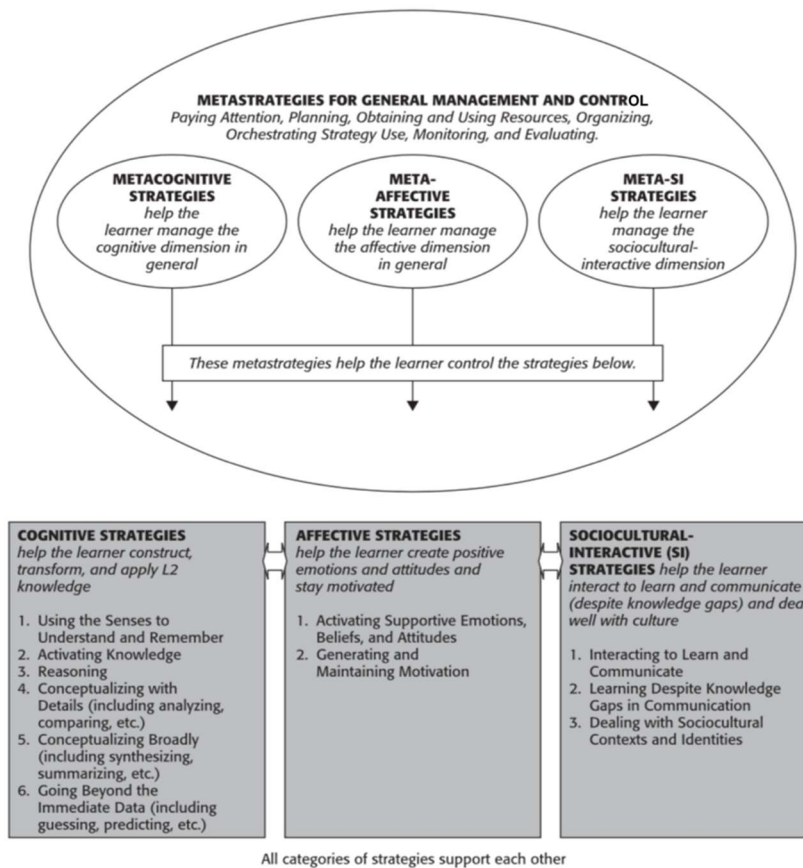 METASTRATEGIES FOR GENERAL MANAGEMENT AND CONTROL
Paying Attention, Planning, Obtaining and Using Resources, Organizing,
Orchestrating Strategy Use, Monitoring, and Evaluating.
METACOGNITIVE
STRATEGIES
help the
learner manage the
cognitive dimension in
general
META-
AFFECTIVE
STRATEGIES
help the learner manage
the affective dimension
in general
META-SI
STRATEGIES
help the learner
manage the
sociocultural-
interactive dimension
These metastrategies help the learner control the strategies below.
COGNITIVE STRATEGIES
help the learner construct,
transform, and apply L2
knowledge
1. Using the Senses to
Understand and Remember
2. Activating Knowledge
3. Reasoning
4. Conceptualizing with
Details (including analyzing,
comparing, etc.)
5. Conceptualizing Broadly
(including synthesizing,
summarizing, etc.)
6. Going Beyond the
Immediate Data (including
guessing, predicting, etc.)
AFFECTIVE STRATEGIES
help the learner create positive
emotions and attitudes and
stay motivated
1. Activating Supportive Emotions,
Beliefs, and Attitudes
2. Generating and
Maintaining Motivation
SOCIOCULTURAL-
INTERACTIVE (SI)
STRATEGIES help the learner
interact to learn and communicate
(despite knowledge gaps) and dea
well with culture
1. Interacting to Learn and
Communicate
2. Learning Despite Knowledge
Gaps in Communication
3. Dealing with Sociocultural
Contexts and Identities
All categories of strategies support each other